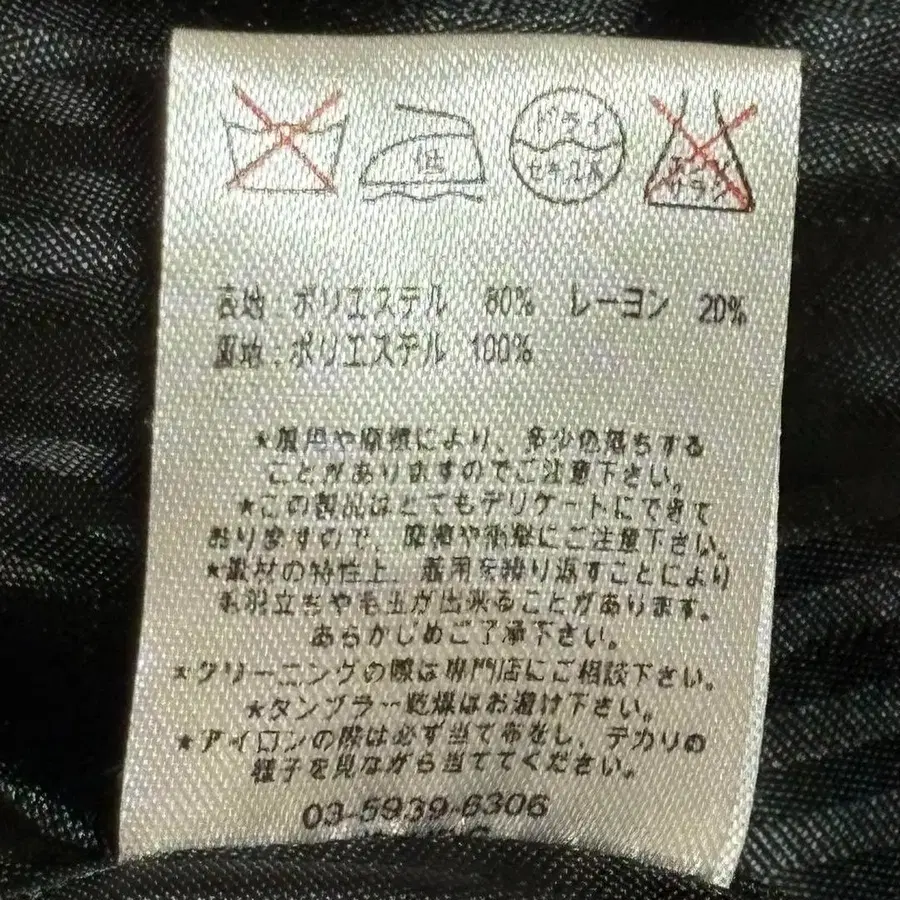 低
ドライ
セキユ系
エンソ
サラシ
表地：ポリエステル 80% レーヨン 20%
裏地：ポリエステル 100%
★着用や摩擦により、多少色落ちする
ことがありますのでご注意下さい。
★この製品はとてもデリケートにできて
おりますので、摩擦や衝撃にご注意下さい。
★素材の特性上、着用を繰り返すことにより
毛羽立ちや毛玉が出来ることがあります。
あらかじめご了承下さい。
★クリーニングの際は専門店にご相談下さい。
★タンブラー乾燥はお避け下さい。
★アイロンの際は必ず当て布をし、テカリの
様子を見ながら当ててください。
03-5939-6306